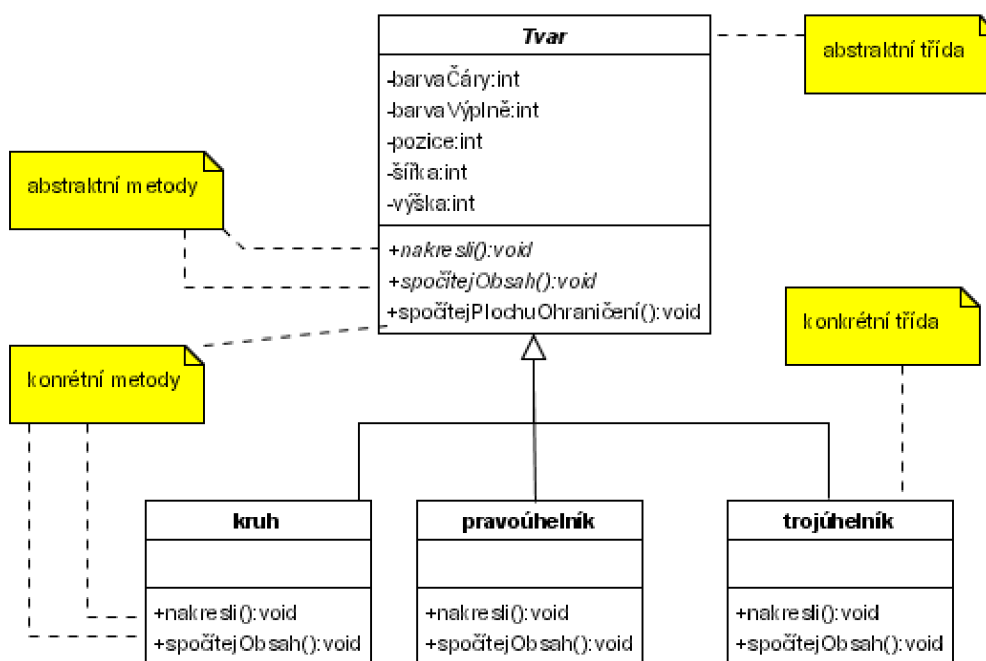 Tvar
-barvaČáry:int
-barvaVýplně:int
-pozice:int
-šířka:int
-výška:int
+nakresli():void
+spočítejObsah():void
+spočítejPlochuOhraničení():void
abstraktní třída
abstraktní metody
konkrétní třída
konrétní metody
kruh
+nakresli():void
+spočítejObsah():void
pravoúhelník
+nakresli():void
+spočítejObsah():void
trojúhelník
+nakresli():void
+spočítejObsah():void